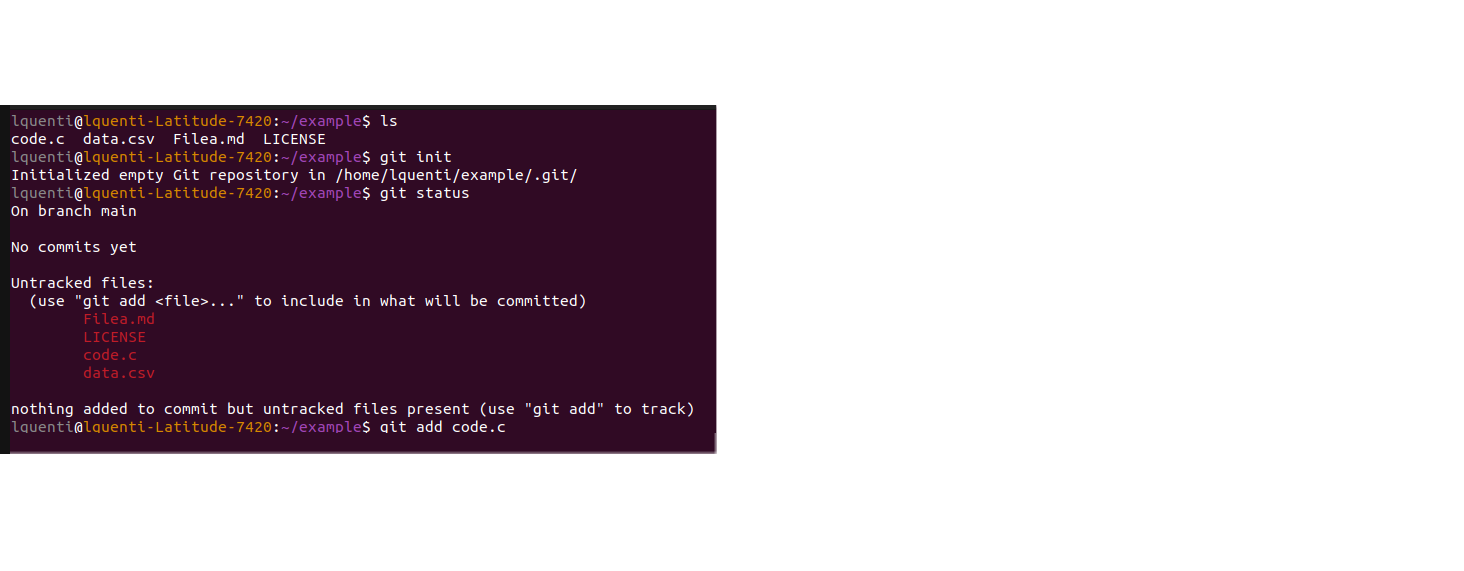 lquenti@lquenti-Latitude-7420:~/example$ ls
code.c  data.csv  Filea.md  LICENSE
lquenti@lquenti-Latitude-7420:~/example$ git init
Initialized empty Git repository in /home/lquenti/example/.git/
lquenti@lquenti-Latitude-7420:~/example$ git status
On branch main
No commits yet
Untracked files:
  (use "git add <file>..." to include in what will be committed)
        Filea.md
        LICENSE
        code.c
        data.csv
nothing added to commit but untracked files present (use "git add" to track)
lquenti@lquenti-Latitude-7420:~/example$ git add code.c